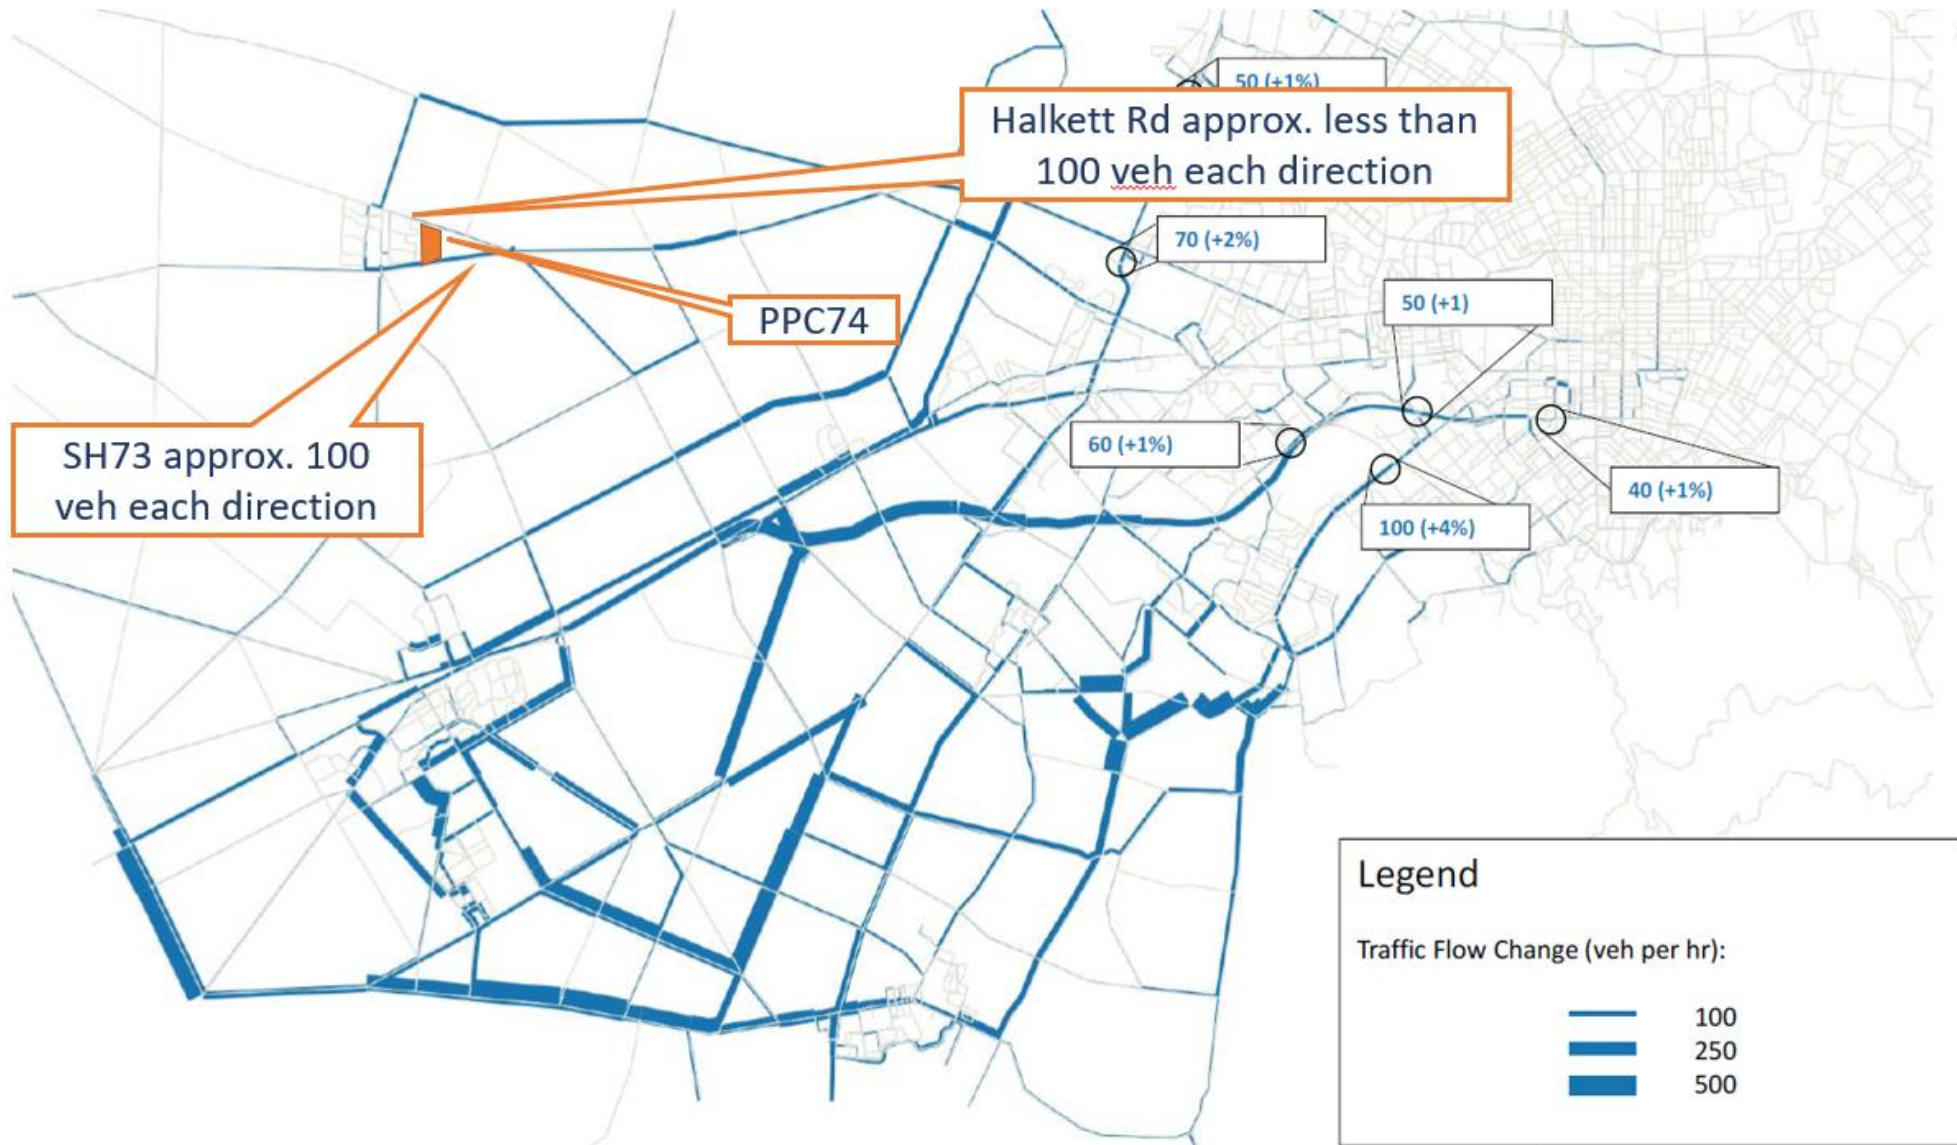 50 (+1%)
Halkett Rd approx. less than
100 veh each direction
70 (+2%)
50 (+1)
PPC74
SH73 approx. 100
veh each direction
60 (+1%)
40 (+1%)
100 (+4%)
Legend
Traffic Flow Change (veh per hr):
100
250
500